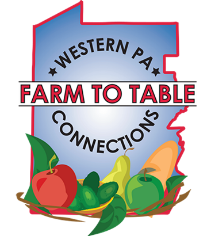 WESTERN PA
FARM TO TABLE
CONNECTIONS